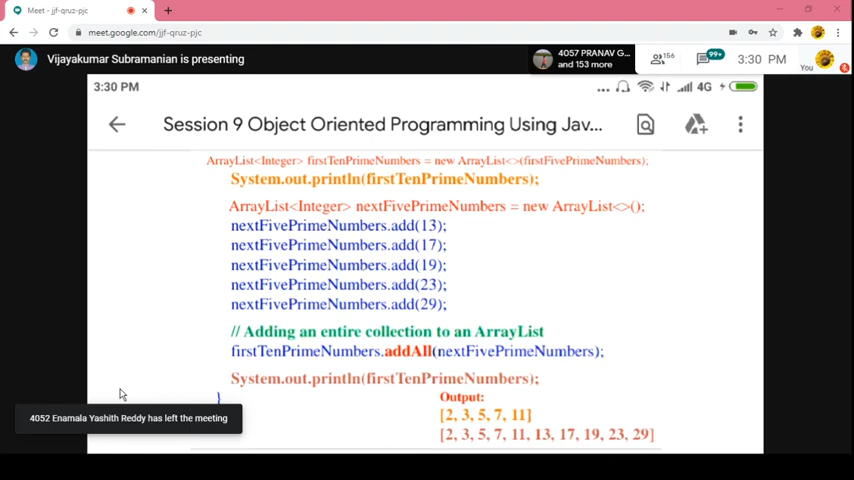 Meet - jjf-qruz-pjc
meet.google.com/jjf-qruz-pjc
Vijayakumar Subramanian is presenting
4057 PRANAV G...
and 153 more
156
99+
3:30 PM
You
3:30 PM
4G
Session 9 Object Oriented Programming Using Jav...
ArrayList<Integer> firstTenPrimeNumbers = new ArrayList<>(firstFivePrimeNumbers);
System.out.println(firstTenPrimeNumbers);
ArrayList<Integer> nextFivePrimeNumbers = new ArrayList<>();
nextFivePrimeNumbers.add(13);
nextFivePrimeNumbers.add(17);
nextFivePrimeNumbers.add(19);
nextFivePrimeNumbers.add(23);
nextFivePrimeNumbers.add(29);
// Adding an entire collection to an ArrayList
firstTenPrimeNumbers.addAll(nextFivePrimeNumbers);
System.out.println(firstTenPrimeNumbers);
}
Output:
[2, 3, 5, 7, 11]
[2, 3, 5, 7, 11, 13, 17, 19, 23, 29]
4052 Enamala Yashith Reddy has left the meeting